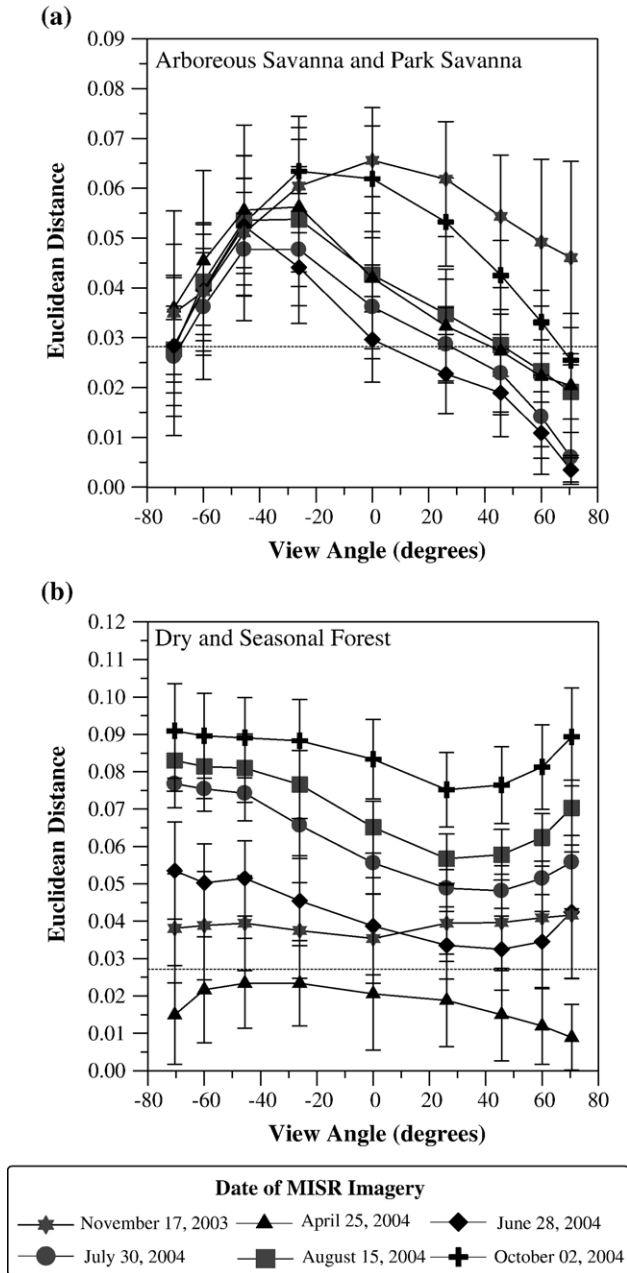 (a)
Arboreous Savanna and Park Savanna
0.09
0.08
0.07
0.06
0.05
0.04
0.03
0.02
0.01
0.00
Euclidean Distance
-80 -60 -40 -20 0 20 40 60 80
View Angle (degrees)
(b)
Dry and Seasonal Forest
0.12
0.11
0.10
0.09
0.08
0.07
0.06
0.05
0.04
0.03
0.02
0.01
0.00
Euclidean Distance
-80 -60 -40 -20 0 20 40 60 80
View Angle (degrees)
Date of MISR Imagery
November 17, 2003 April 25, 2004 June 28, 2004
July 30, 2004 August 15, 2004 October 02, 2004